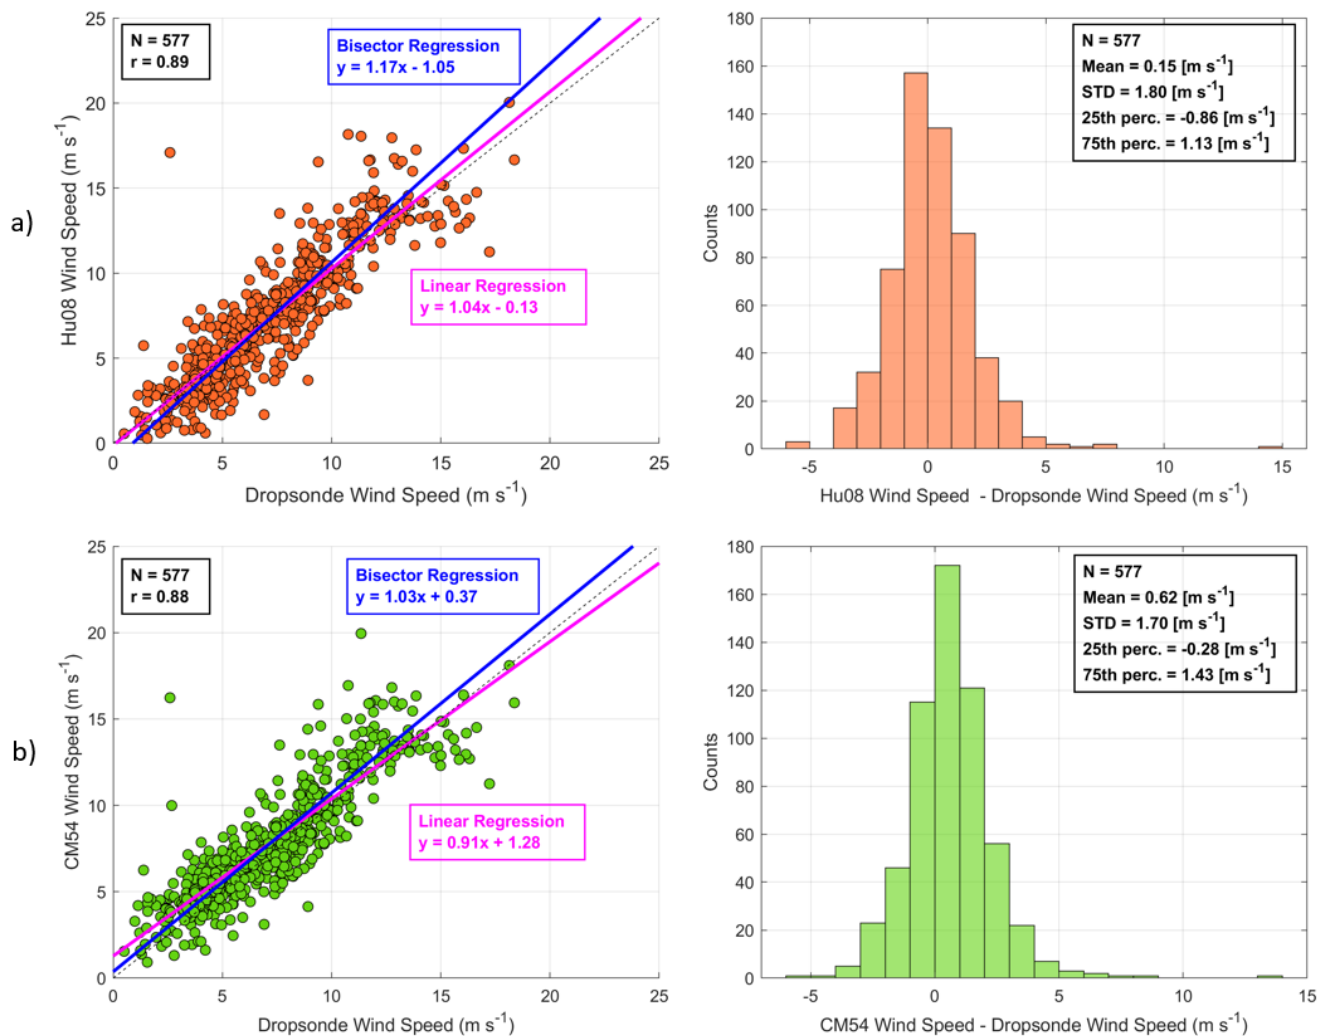 a)
N = 577
r = 0.89
Bisector Regression
y = 1.17x - 1.05
Linear Regression
y = 1.04x - 0.13
Hu08 Wind Speed (m s⁻¹)
25
20
15
10
5
0
0 5 10 15 20 25
Dropsonde Wind Speed (m s⁻¹)
N = 577
Mean = 0.15 [m s⁻¹]
STD = 1.80 [m s⁻¹]
25th perc. = -0.86 [m s⁻¹]
75th perc. = 1.13 [m s⁻¹]
Counts
180
160
140
120
100
80
60
40
20
0
-5 0 5 10 15
Hu08 Wind Speed - Dropsonde Wind Speed (m s⁻¹)
b)
N = 577
r = 0.88
Bisector Regression
y = 1.03x + 0.37
Linear Regression
y = 0.91x + 1.28
CM54 Wind Speed (m s⁻¹)
25
20
15
10
5
0
0 5 10 15 20 25
Dropsonde Wind Speed (m s⁻¹)
N = 577
Mean = 0.62 [m s⁻¹]
STD = 1.70 [m s⁻¹]
25th perc. = -0.28 [m s⁻¹]
75th perc. = 1.43 [m s⁻¹]
Counts
180
160
140
120
100
80
60
40
20
0
-5 0 5 10 15
CM54 Wind Speed - Dropsonde Wind Speed (m s⁻¹)